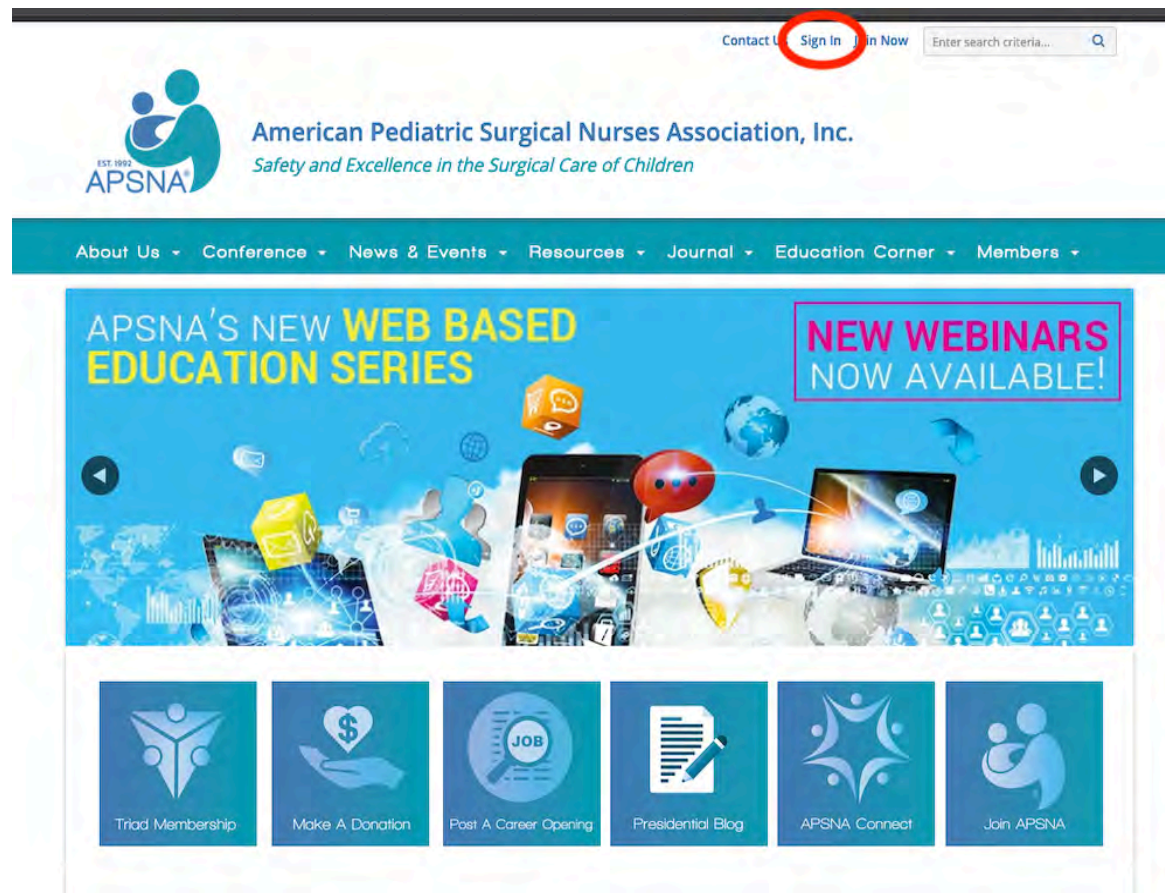 Contact U Sign In Join Now Enter search criteria...
American Pediatric Surgical Nurses Association, Inc.
Safety and Excellence in the Surgical Care of Children
EST. 1992
APSNA
About Us Conference News & Events Resources Journal Education Corner Members
APSNA'S NEW WEB BASED
EDUCATION SERIES
NEW WEBINARS
NOW AVAILABLE!
$
JOB
Triad Membership
Make A Donation
Post A Career Opening
Presidential Blog
APSNA Connect
Join APSNA